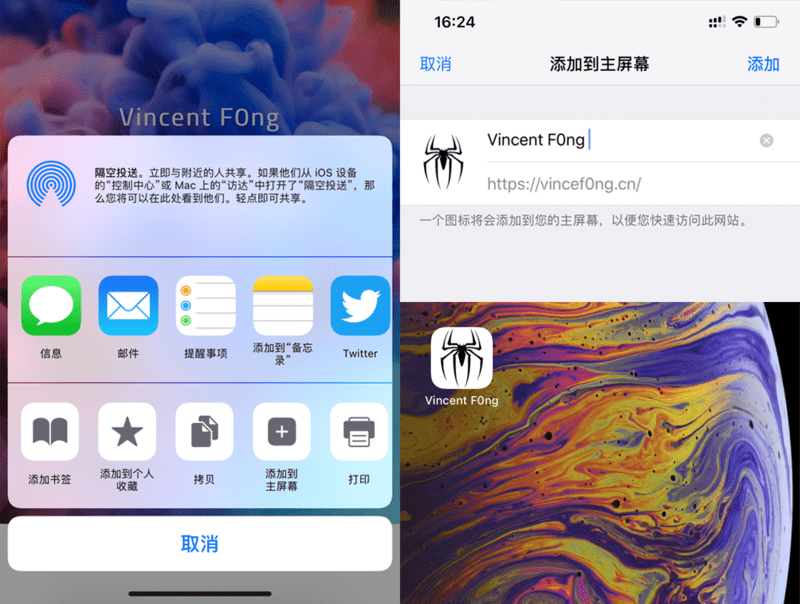 Vincent F0ng
隔空投送。立即与附近的人共享。如果他们从 iOS 设备
的“控制中心”或 Mac 上的“访达”中打开了“隔空投送”，那
么您将可以在此处看到他们。轻点即可共享。
信息
邮件
提醒事项
添加到“备忘
录”
Twitter
添加书签
添加到个人
收藏
拷贝
添加到
主屏幕
打印
取消
16:24
取消
添加到主屏幕
添加
Vincent F0ng
https://vincef0ng.cn/
一个图标将会添加到您的主屏幕，以便您快速访问此网站。
Vincent F0ng